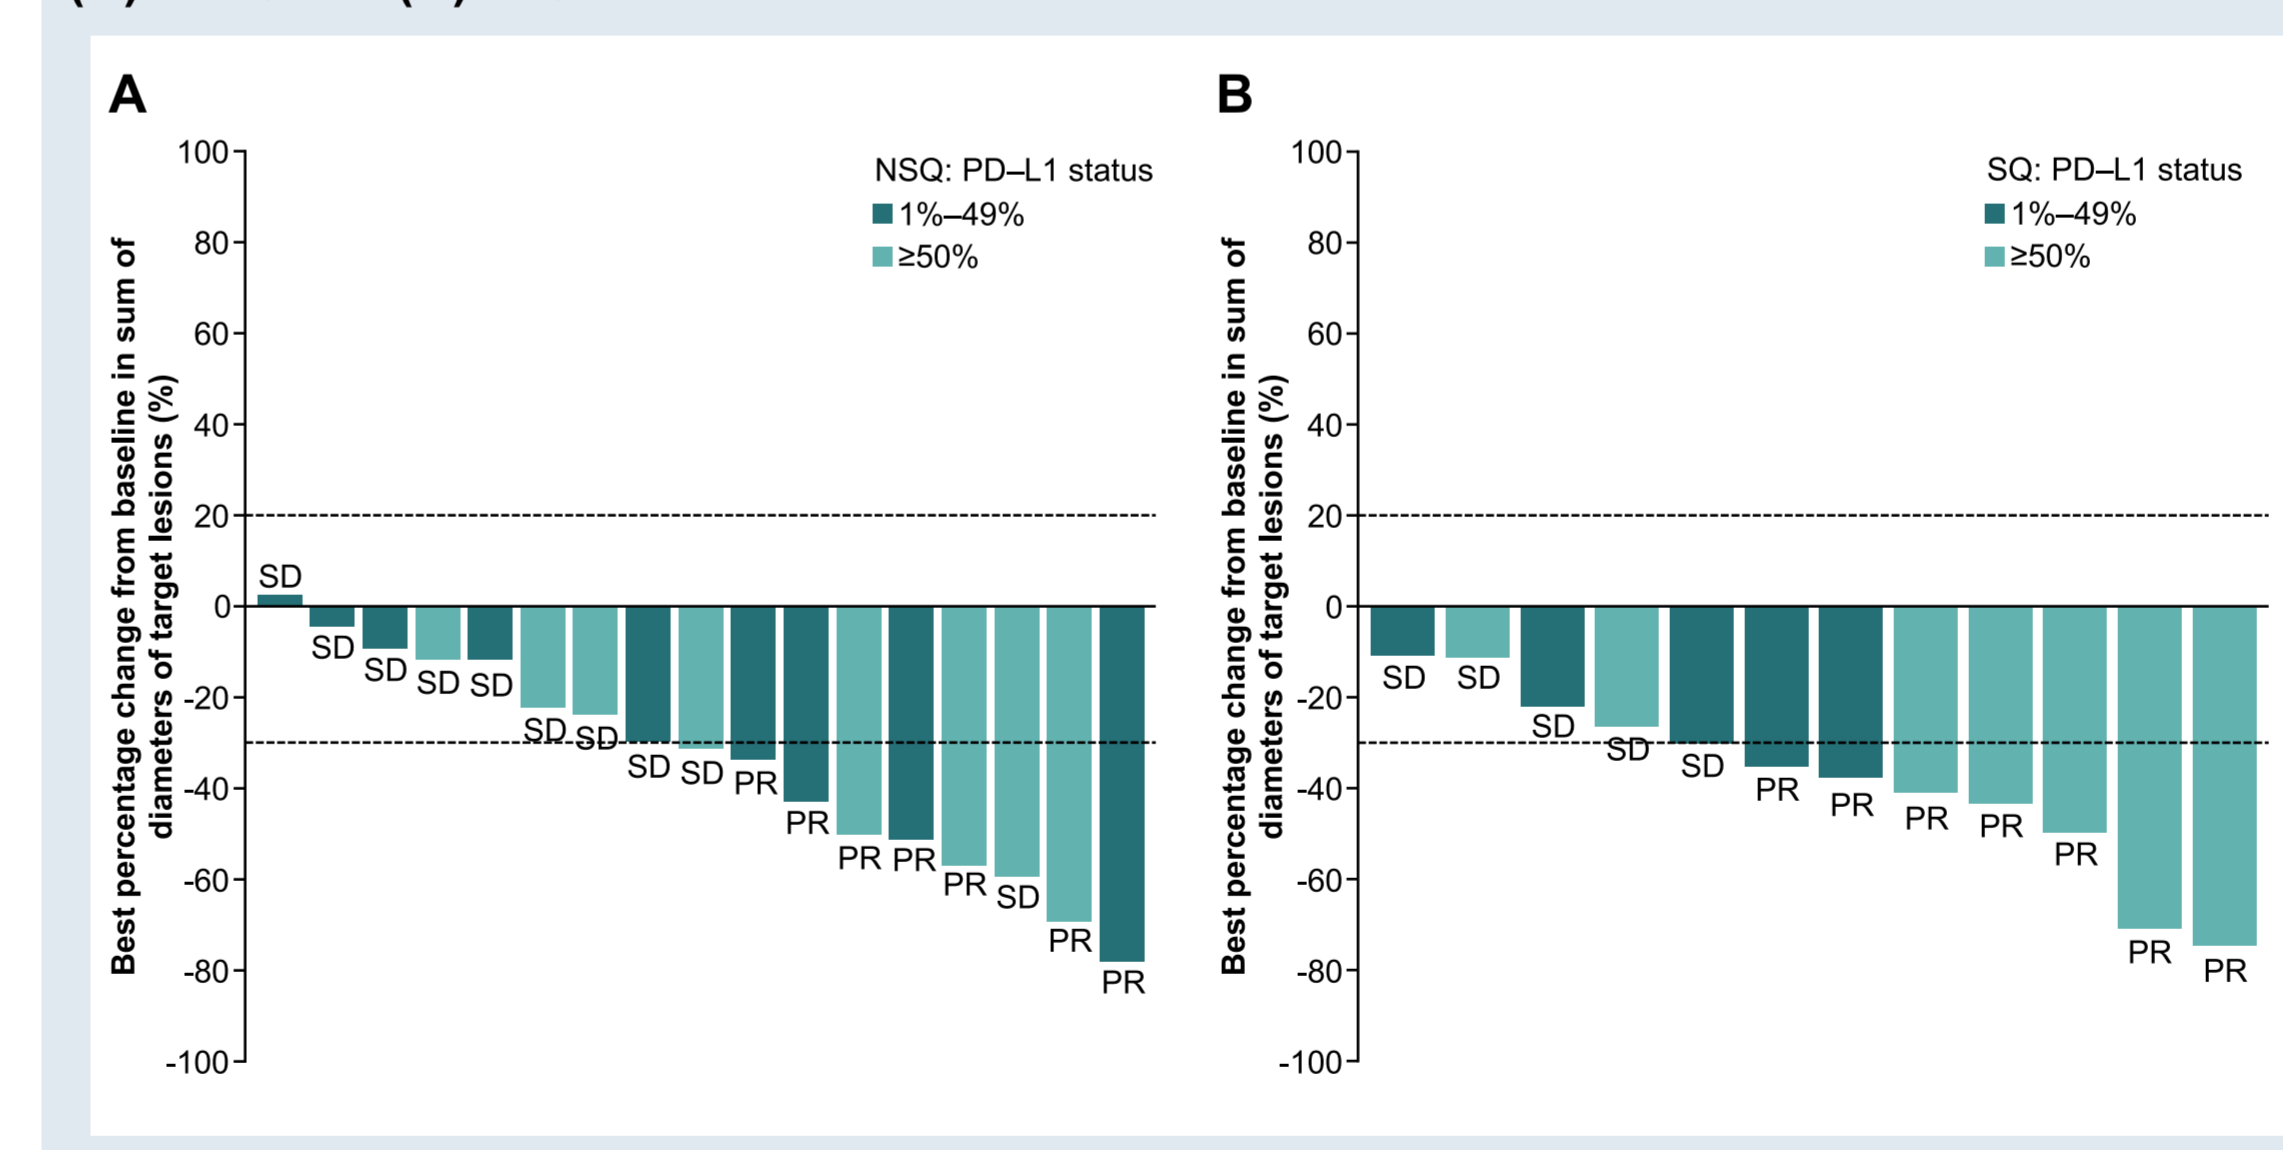 A
Best percentage change from baseline in sum of
diameters of target lesions (%)
100
80
60
40
20
0
-20
-40
-60
-80
-100
NSQ: PD–L1 status
1%–49%
≥50%
SD
SD
SD
SD
SD
SD
SD
SD
SD
PR
PR
PR
PR
PR
SD
PR
PR
B
Best percentage change from baseline in sum of
diameters of target lesions (%)
100
80
60
40
20
0
-20
-40
-60
-80
-100
SQ: PD–L1 status
1%–49%
≥50%
SD
SD
SD
SD
SD
PR
PR
PR
PR
PR
PR
PR